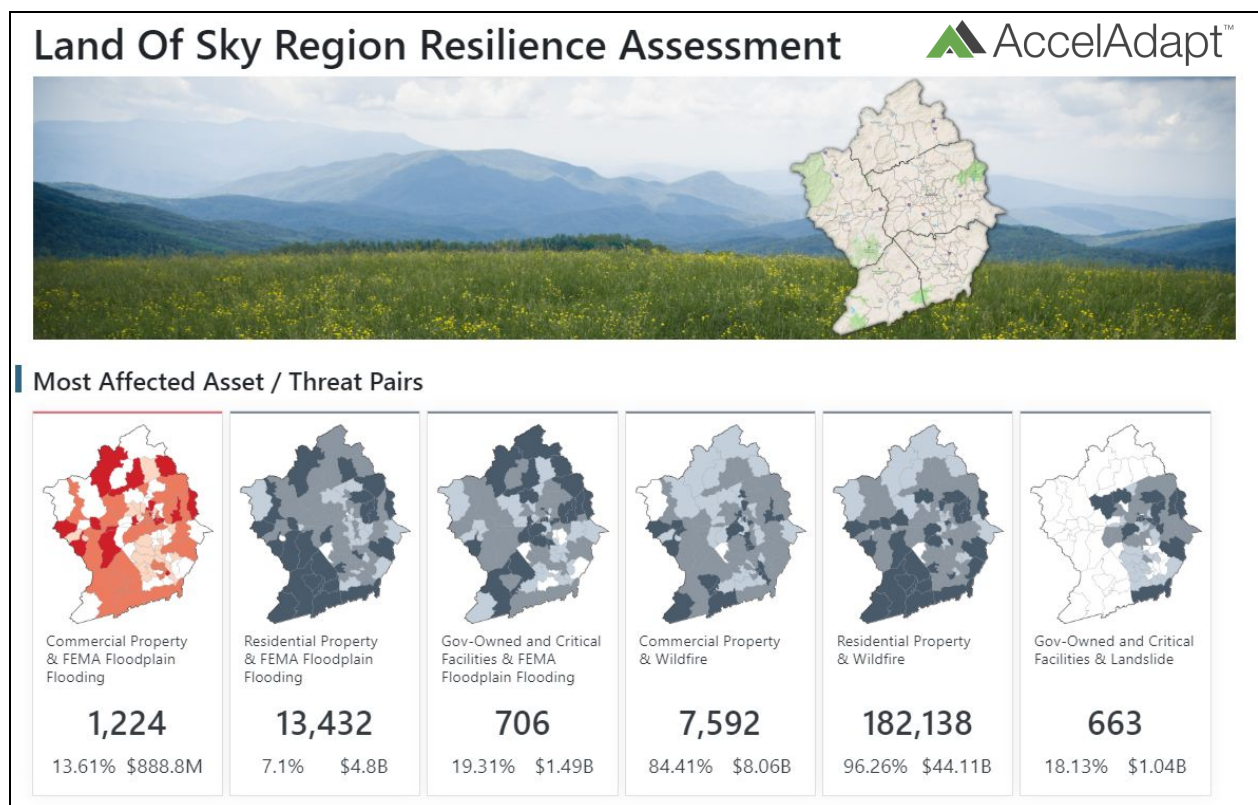 Land Of Sky Region Resilience Assessment
AccelAdapt™
Most Affected Asset / Threat Pairs
Commercial Property
& FEMA Floodplain
Flooding
1,224
13.61% $888.8M
Residential Property
& FEMA Floodplain
Flooding
13,432
7.1% $4.8B
Gov-Owned and Critical
Facilities & FEMA
Floodplain Flooding
706
19.31% $1.49B
Commercial Property
& Wildfire
7,592
84.41% $8.06B
Residential Property
& Wildfire
182,138
96.26% $44.11B
Gov-Owned and Critical
Facilities & Landslide
663
18.13% $1.04B